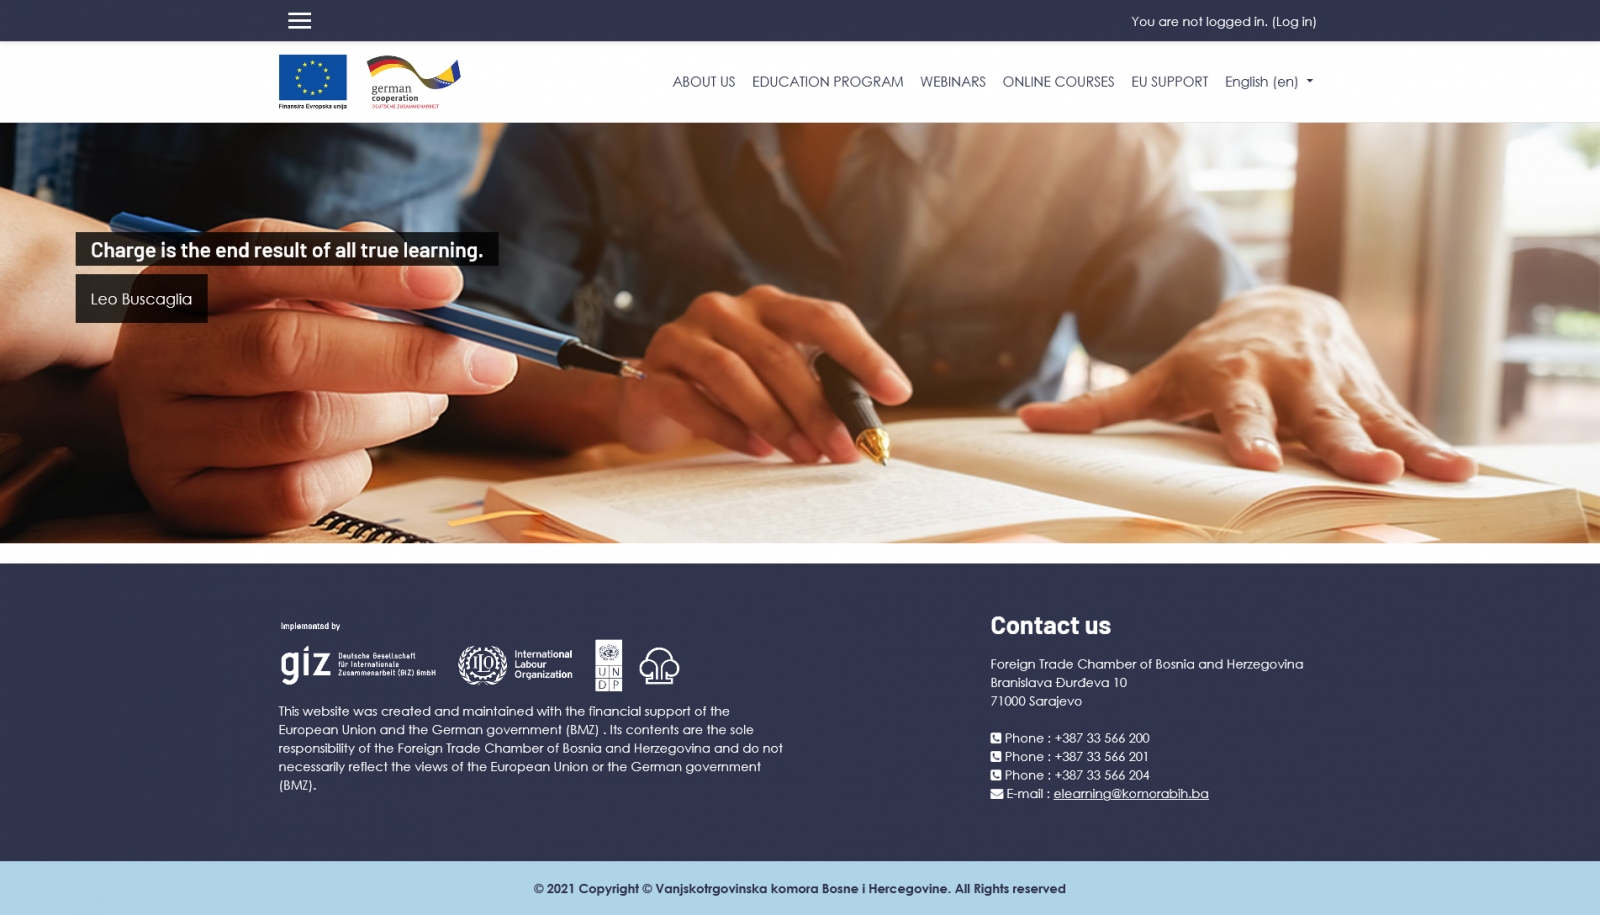 You are not logged in. (Log in)
Finansira Evropska unija
german
cooperation
DEUTSCHE ZUSAMMENARBEIT
ABOUT US EDUCATION PROGRAM WEBINARS ONLINE COURSES EU SUPPORT English (en)
Charge is the end result of all true learning.
Leo Buscaglia
Implemented by
giz Deutsche Gesellschaft
für Internationale
Zusammenarbeit (GIZ) GmbH
ILO International
Labour
Organization
U N
D P
This website was created and maintained with the financial support of the
European Union and the German government (BMZ) . Its contents are the sole
responsibility of the Foreign Trade Chamber of Bosnia and Herzegovina and do not
necessarily reflect the views of the European Union or the German government
(BMZ).
Contact us
Foreign Trade Chamber of Bosnia and Herzegovina
Branislava Đurđeva 10
71000 Sarajevo
Phone : +387 33 566 200
Phone : +387 33 566 201
Phone : +387 33 566 204
E-mail : elearning@komorabih.ba
© 2021 Copyright © Vanjskotrgovinska komora Bosne i Hercegovine. All Rights reserved